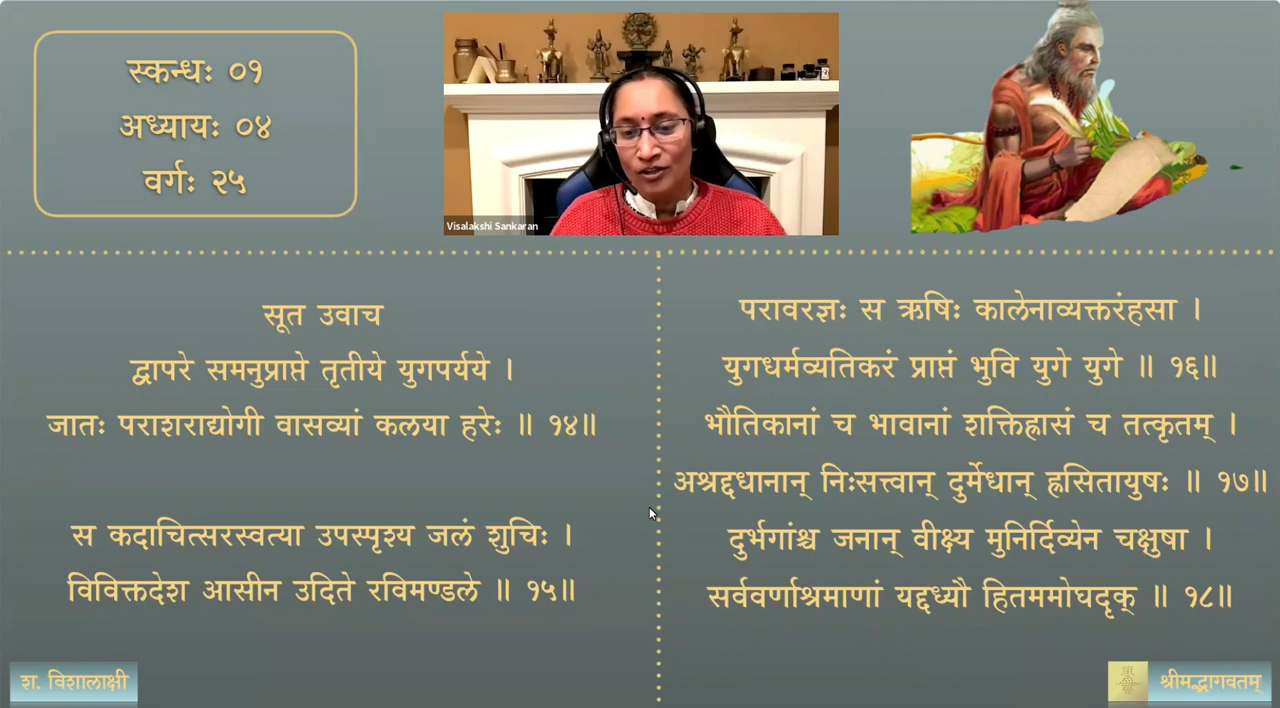 स्कन्धः ०१
अध्यायः ०४
वर्गः २५
Visalakshi Sankaran
सूत उवाच
द्वापरे समनुप्राप्ते तृतीये युगपर्यये ।
जातः पराशराद्योगी वासव्यां कलया हरेः ॥ १४॥
स कदाचित्सरस्वत्या उपस्पृश्य जलं शुचिः ।
विविक्तदेश आसीन उदिते रविमण्डले ॥ १५॥
परावरज्ञः स ऋषिः कालेनाव्यक्तरंहसा ।
युगधर्मव्यतिकरं प्राप्तं भुवि युगे युगे ॥ १६॥
भौतिकानां च भावानां शक्तिह्रासं च तत्कृतम् ।
अश्रद्दधानान् निःसत्त्वान् दुर्मेधान् ह्रसितायुषः ॥ १७॥
दुर्भगांश्च जनान् वीक्ष्य मुनिर्दिव्येन चक्षुषा ।
सर्ववर्णाश्रमाणां यद्दध्यौ हितममोघदृक् ॥ १८॥
श. विशालाक्षी
श्रीमद्भागवतम्